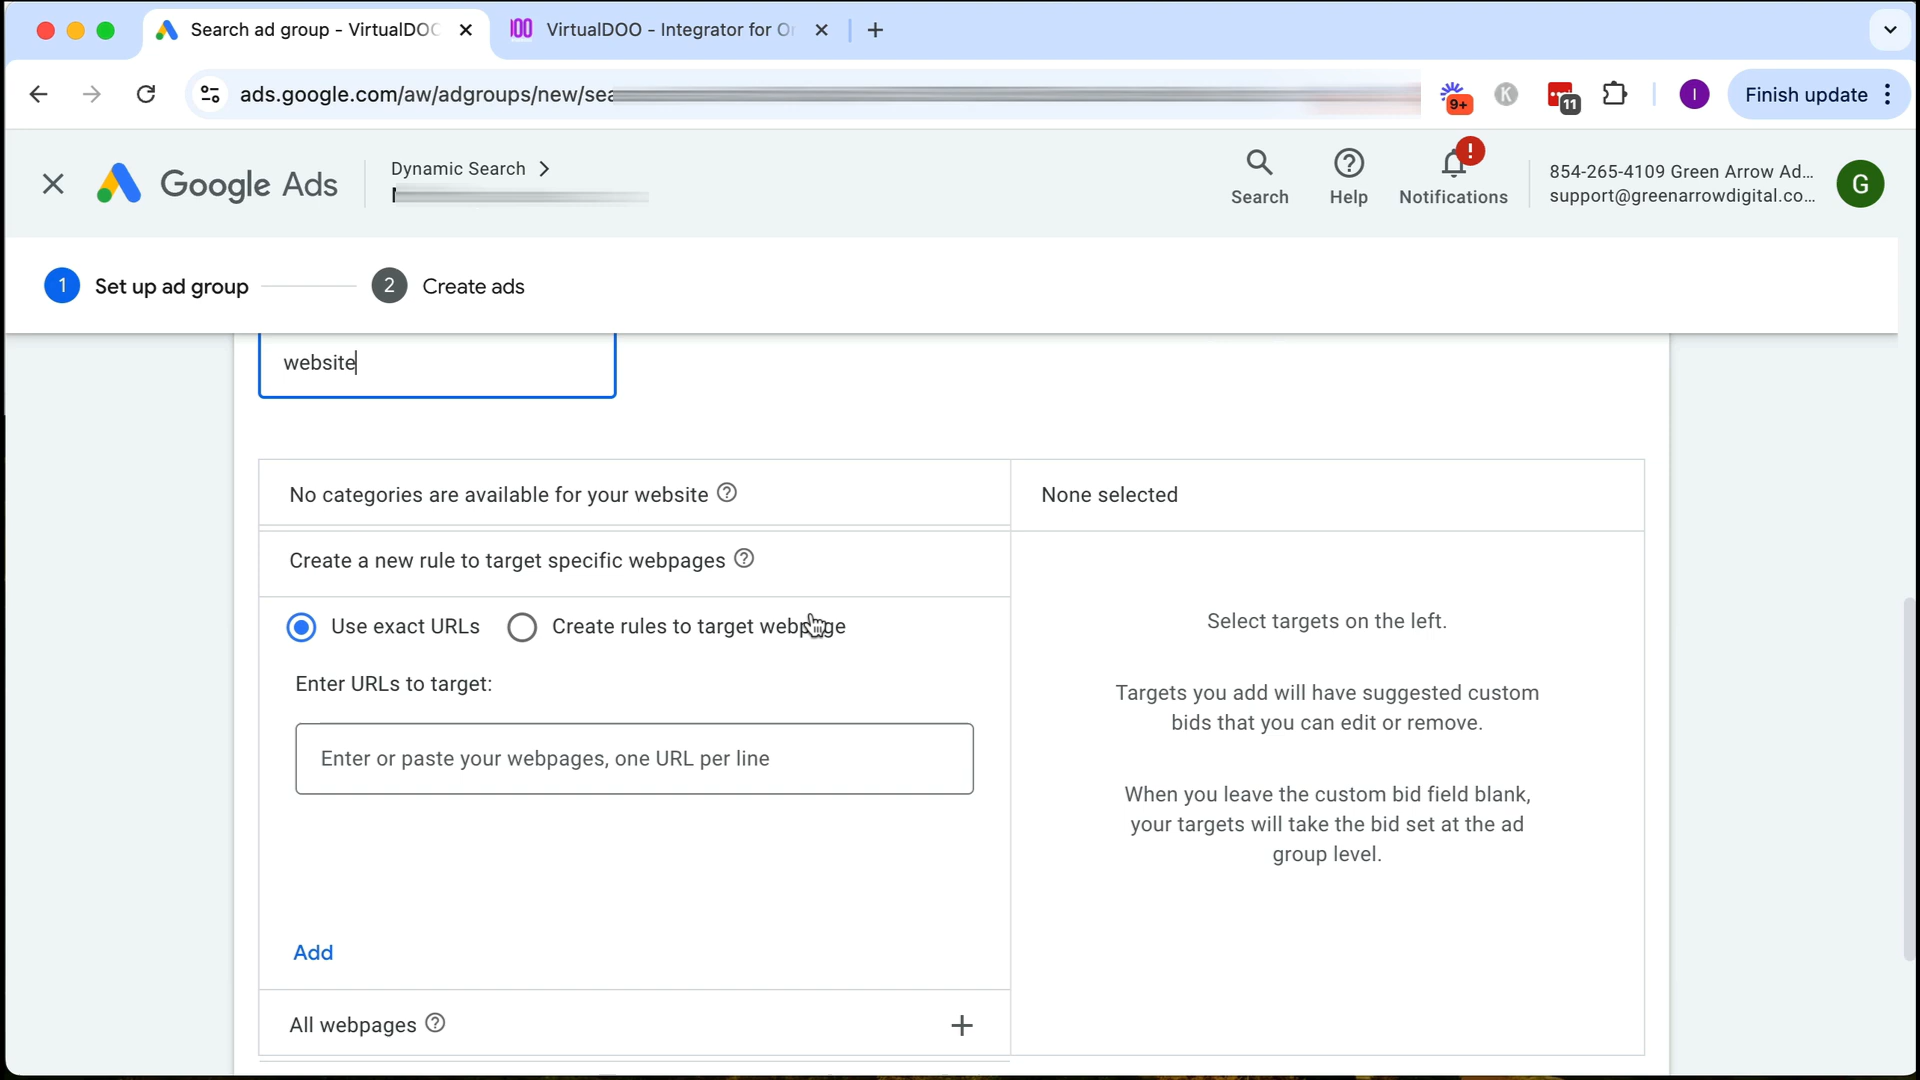 Search ad group - VirtualDOO
VirtualDOO - Integrator for O
ads.google.com/aw/adgroups/new/sea
9+
K
11
I
Finish update
Google Ads
Dynamic Search
Search
Help
Notifications
854-265-4109 Green Arrow Ad...
support@greenarrowdigital.co...
G
1 Set up ad group
2 Create ads
website
No categories are available for your website
None selected
Create a new rule to target specific webpages
Use exact URLs
Create rules to target webpage
Enter URLs to target:
Enter or paste your webpages, one URL per line
Add
All webpages
Select targets on the left.
Targets you add will have suggested custom
bids that you can edit or remove.
When you leave the custom bid field blank,
your targets will take the bid set at the ad
group level.